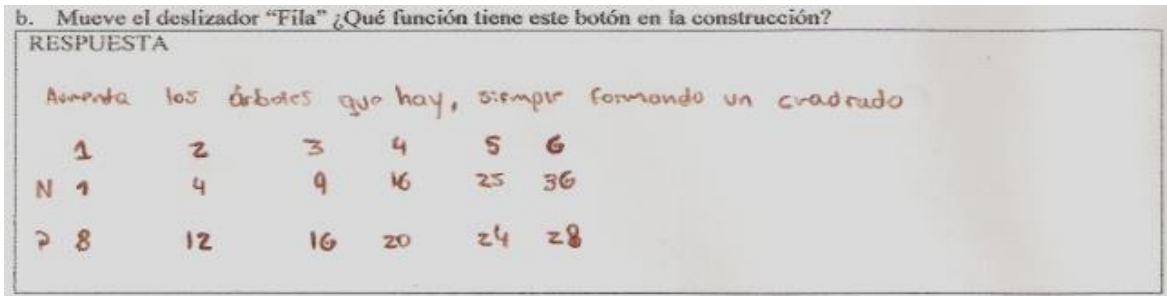 b. Mueve el deslizador “Fila” ¿Qué función tiene este botón en la construcción?
RESPUESTA
Aumenta los árboles que hay, siempre formando un cuadrado
1 2 3 4 5 6
N 1 4 9 16 25 36
P 8 12 16 20 24 28